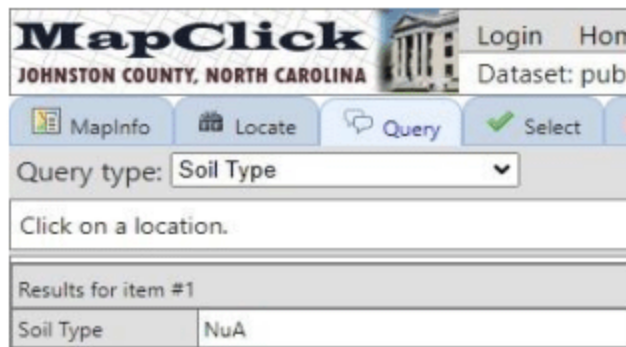 MapClick
JOHNSTON COUNTY, NORTH CAROLINA
Login
Dataset: pub
MapInfo Locate Query Select
Query type: Soil Type
Click on a location.
Results for item #1
Soil Type NuA